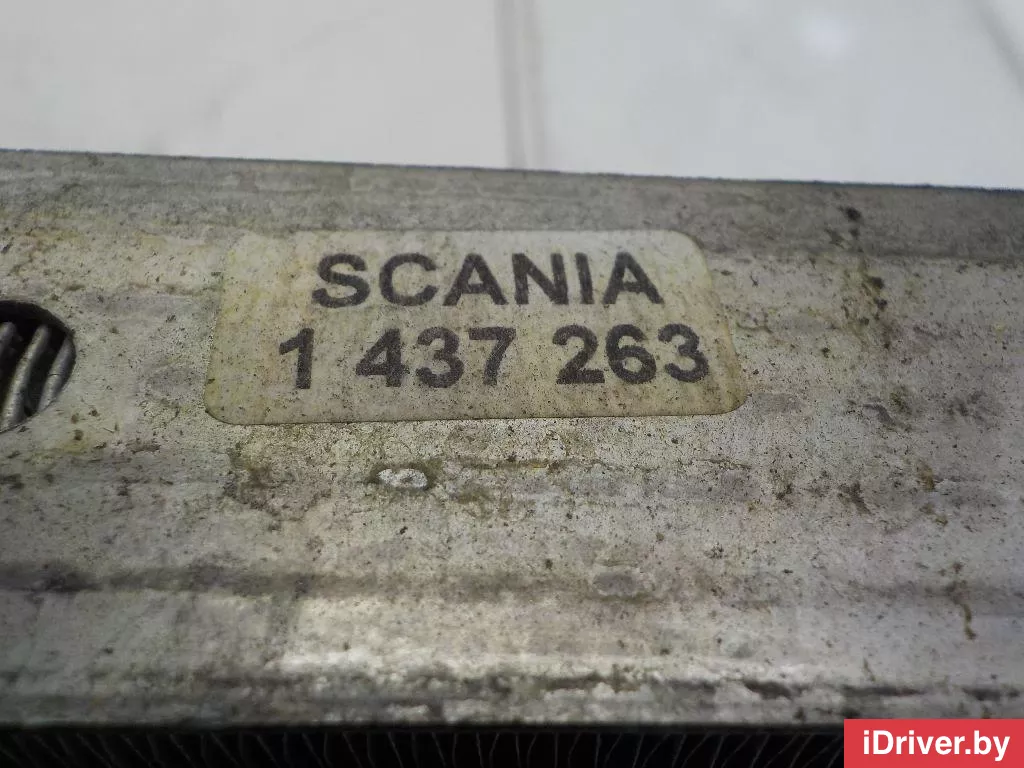 SCANIA
1 437 263
iDriver.by